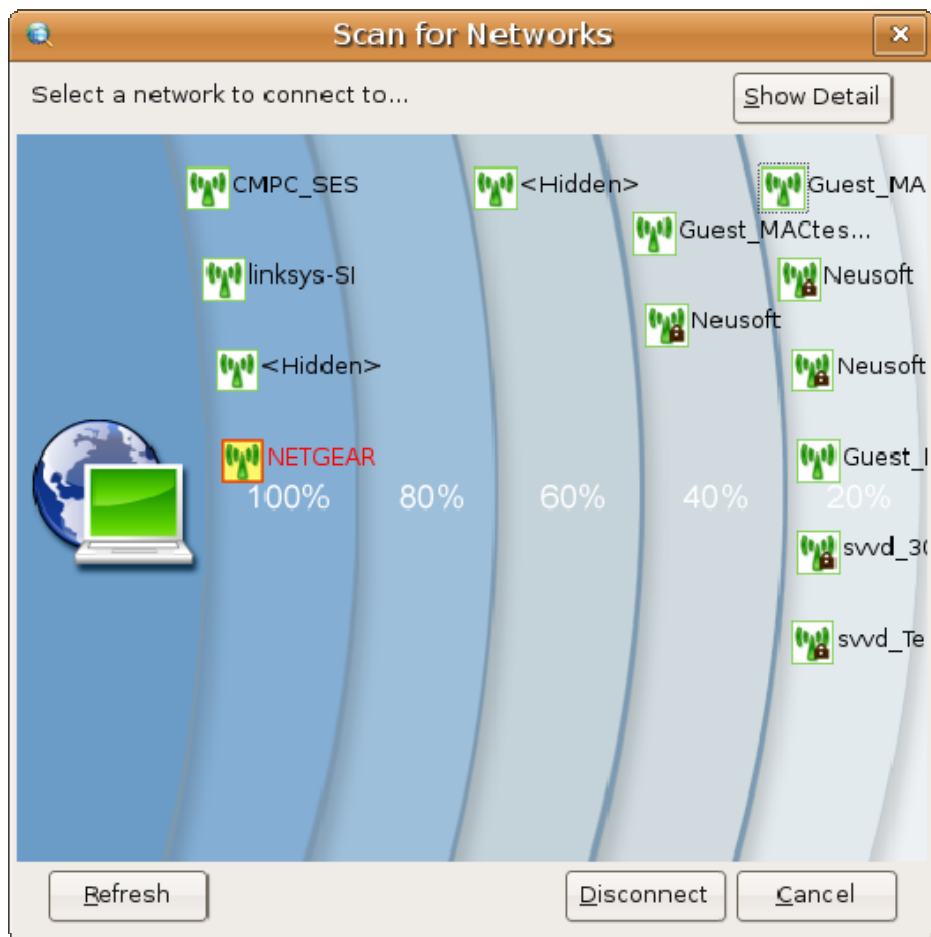 Scan for Networks
Select a network to connect to...
Show Detail
CMPC_SES
<Hidden>
Guest_MA
Guest_MACtes...
linksys-SI
Neusoft
Neusoft
<Hidden>
Neusoft
NETGEAR
Guest_
100%
80%
60%
40%
20%
svvd_30
svvd_Te
Refresh
Disconnect
Cancel